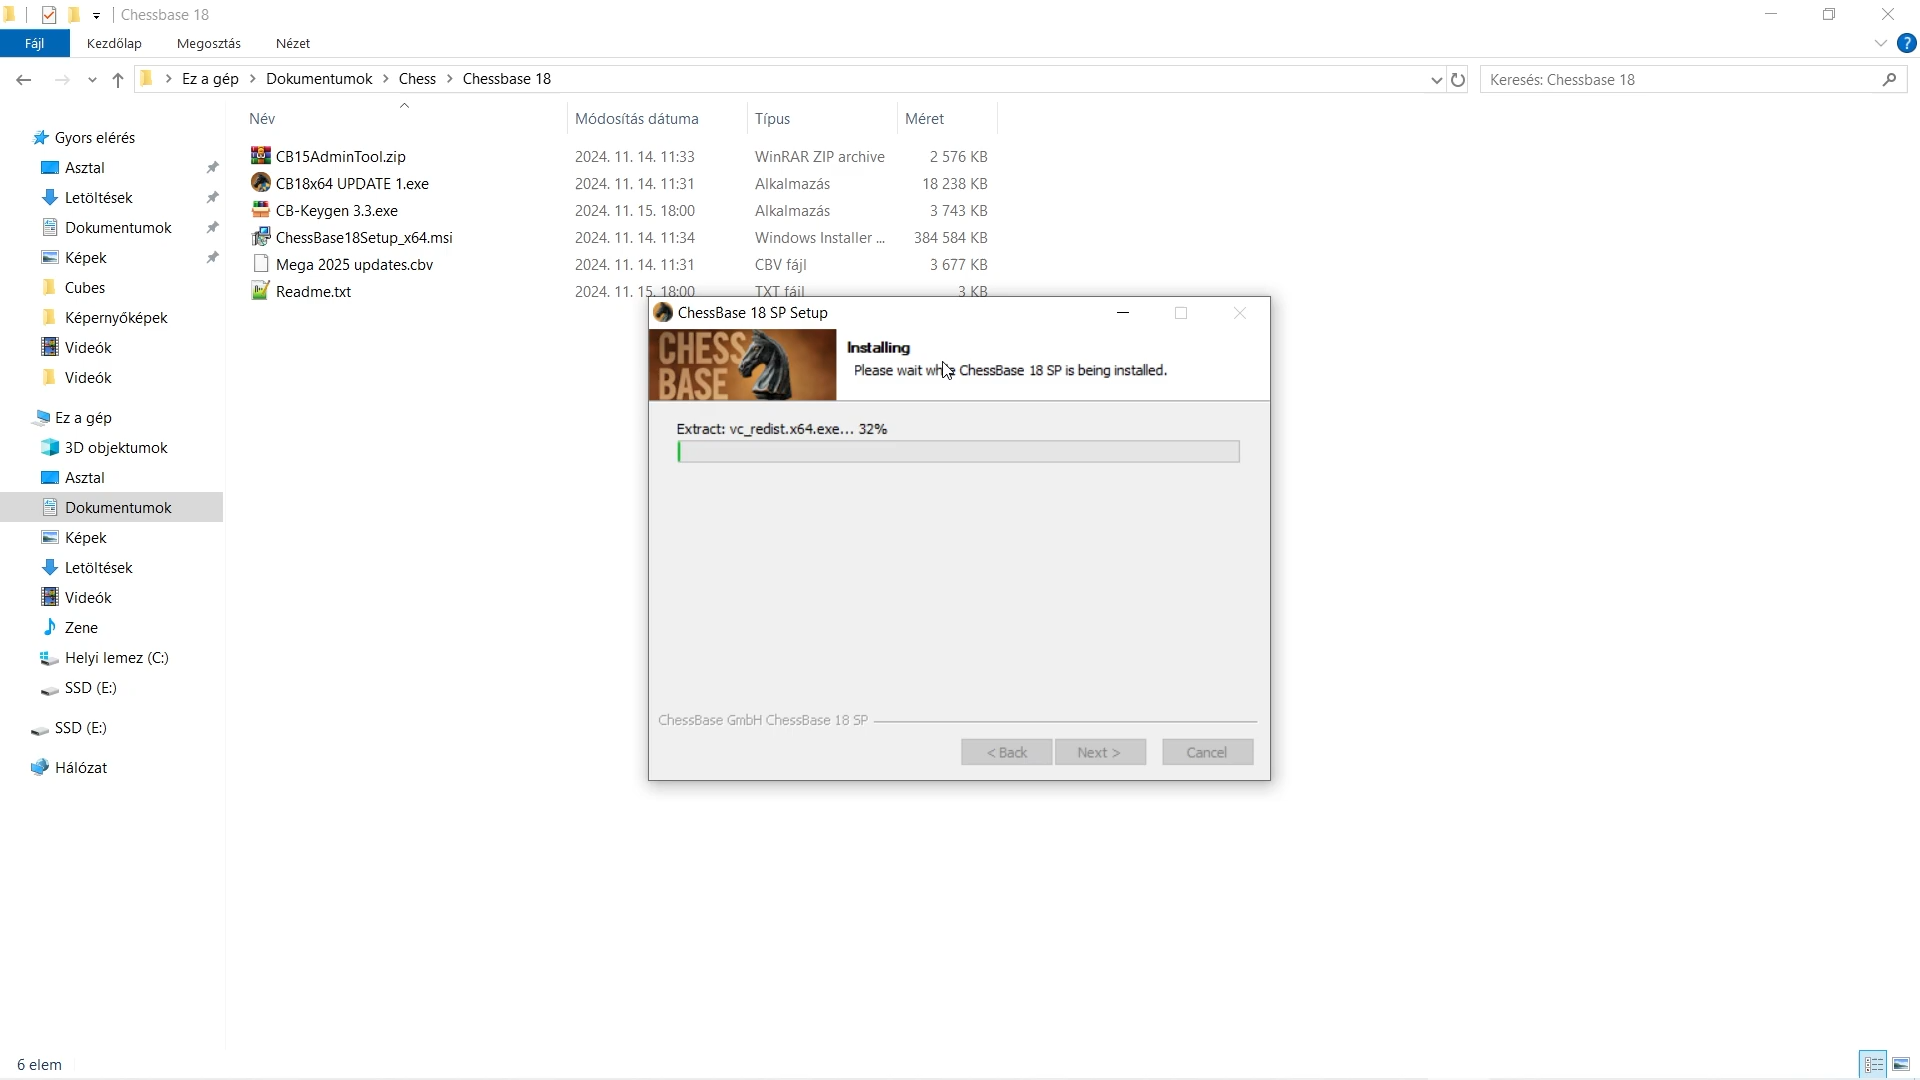 Chessbase 18
Fájl Kezdőlap Megosztás Nézet
Ez a gép Dokumentumok Chess Chessbase 18
Keresés: Chessbase 18
Név Módosítás dátuma Típus Méret
CB15AdminTool.zip 2024. 11. 14. 11:33 WinRAR ZIP archive 2 576 KB
CB18x64 UPDATE 1.exe 2024. 11. 14. 11:31 Alkalmazás 18 238 KB
CB-Keygen 3.3.exe 2024. 11. 15. 18:00 Alkalmazás 3 743 KB
ChessBase18Setup_x64.msi 2024. 11. 14. 11:34 Windows Installer ... 384 584 KB
Mega 2025 updates.cbv 2024. 11. 14. 11:31 CBV fájl 3 677 KB
Readme.txt 2024. 11. 15. 18:00 TXT fájl 3 KB
Gyors elérés
Asztal
Letöltések
Dokumentumok
Képek
Cubes
Képernyőképek
Videók
Videók
Ez a gép
3D objektumok
Asztal
Dokumentumok
Képek
Letöltések
Videók
Zene
Helyi lemez (C:)
SSD (E:)
SSD (E:)
Hálózat
6 elem
ChessBase 18 SP Setup
CHESS
BASE
Installing
Please wait while ChessBase 18 SP is being installed.
Extract: vc_redist.x64.exe... 32%
ChessBase GmbH ChessBase 18 SP
< Back Next > Cancel